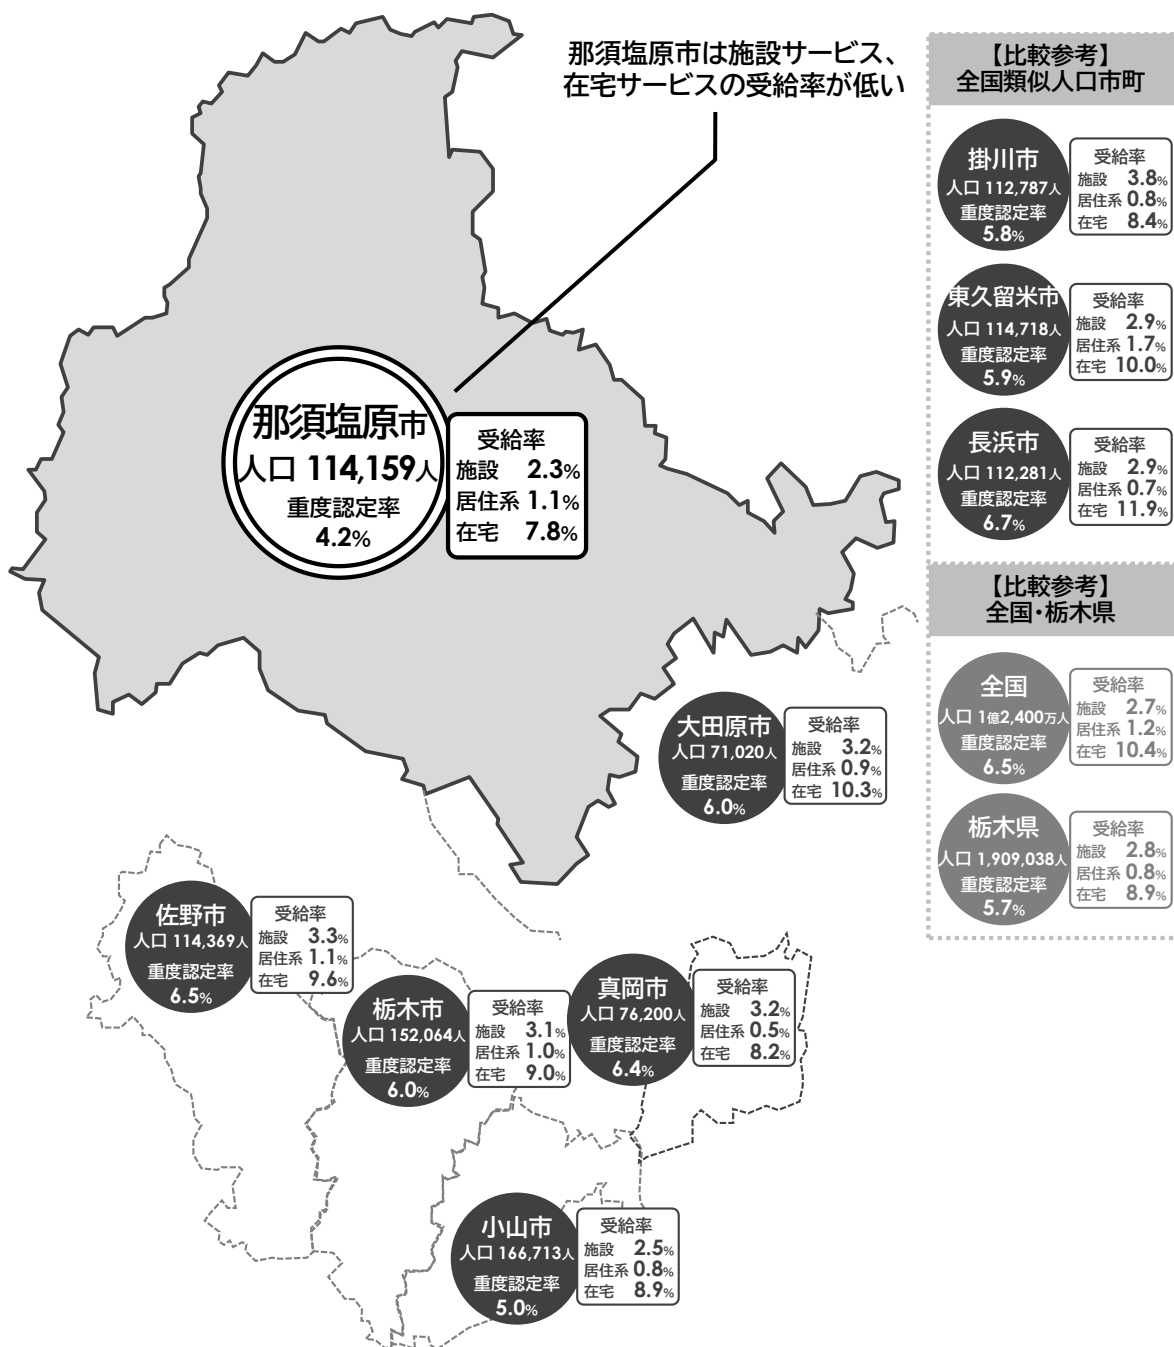 那須塩原市は施設サービス、
在宅サービスの受給率が低い
那須塩原市
人口 114,159人
重度認定率
4.2%
受給率
施設 2.3%
居住系 1.1%
在宅 7.8%
大田原市
人口 71,020人
重度認定率
6.0%
受給率
施設 3.2%
居住系 0.9%
在宅 10.3%
佐野市
人口 114,369人
重度認定率
6.5%
受給率
施設 3.3%
居住系 1.1%
在宅 9.6%
栃木市
人口 152,064人
重度認定率
6.0%
受給率
施設 3.1%
居住系 1.0%
在宅 9.0%
真岡市
人口 76,200人
重度認定率
6.4%
受給率
施設 3.2%
居住系 0.5%
在宅 8.2%
小山市
人口 166,713人
重度認定率
5.0%
受給率
施設 2.5%
居住系 0.8%
在宅 8.9%
【比較参考】
全国類似人口市町
掛川市
人口 112,787人
重度認定率
5.8%
受給率
施設 3.8%
居住系 0.8%
在宅 8.4%
東久留米市
人口 114,718人
重度認定率
5.9%
受給率
施設 2.9%
居住系 1.7%
在宅 10.0%
長浜市
人口 112,281人
重度認定率
6.7%
受給率
施設 2.9%
居住系 0.7%
在宅 11.9%
【比較参考】
全国・栃木県
全国
人口 1億2,400万人
重度認定率
6.5%
受給率
施設 2.7%
居住系 1.2%
在宅 10.4%
栃木県
人口 1,909,038人
重度認定率
5.7%
受給率
施設 2.8%
居住系 0.8%
在宅 8.9%